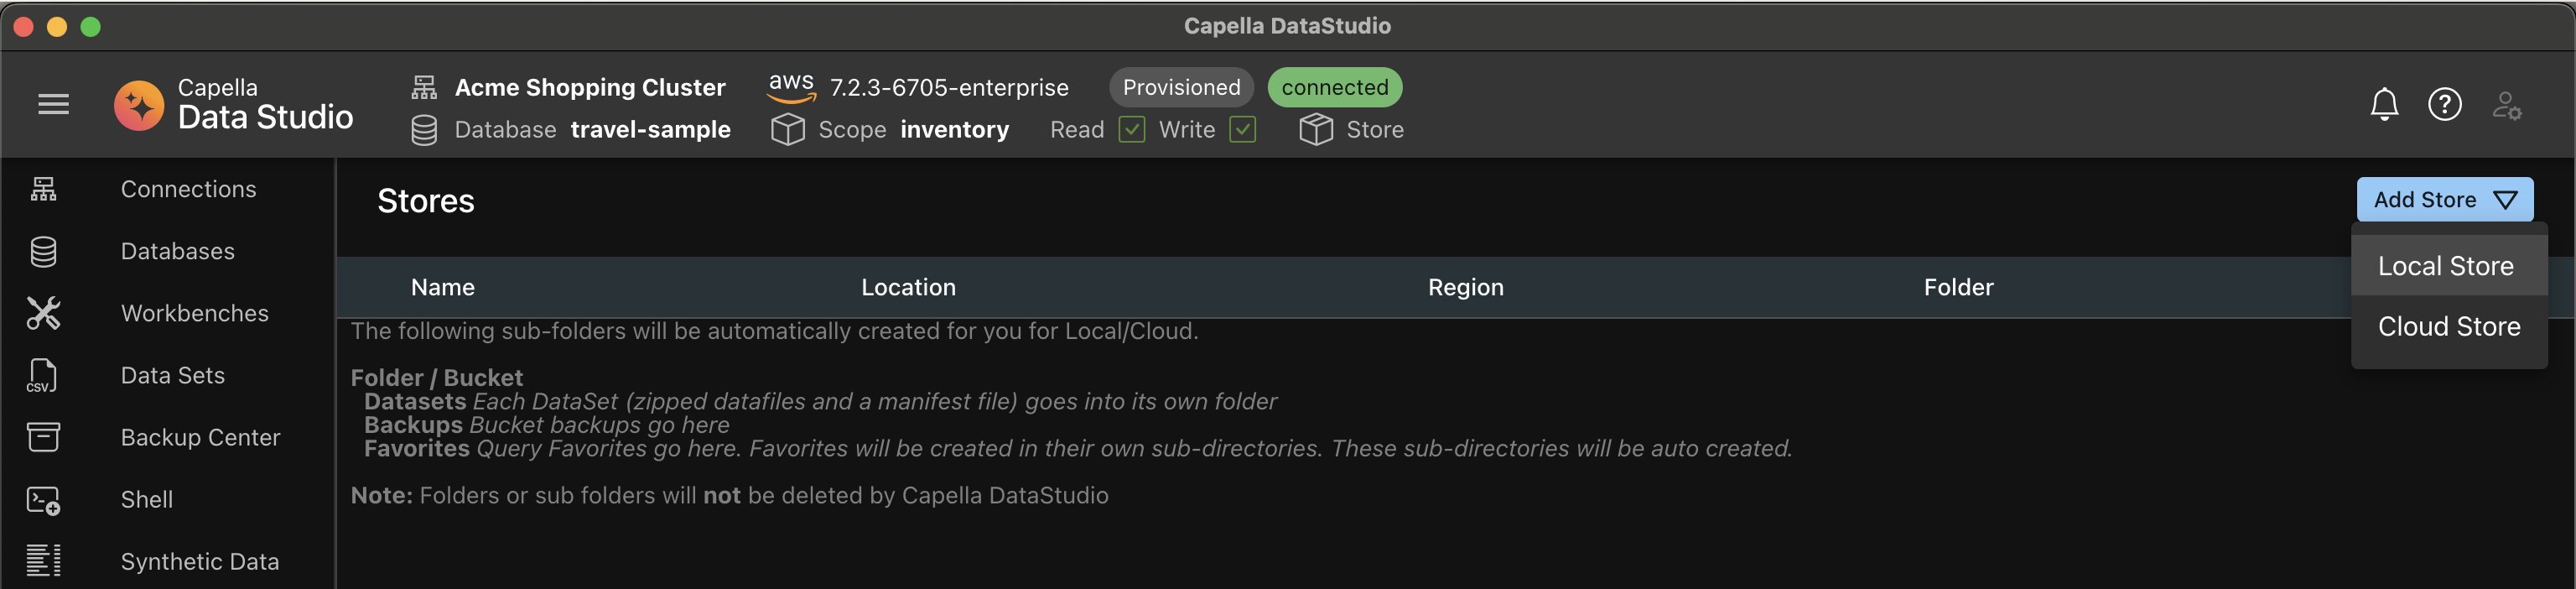 Capella DataStudio
Capella
Data Studio
Acme Shopping Cluster aws 7.2.3-6705-enterprise Provisioned connected
Database travel-sample Scope inventory Read Write Store
Connections
Databases
Workbenches
Data Sets
CSV
Backup Center
Shell
Synthetic Data
Stores
Add Store
Local Store
Cloud Store
Name Location Region Folder
The following sub-folders will be automatically created for you for Local/Cloud.
Folder / Bucket
Datasets Each DataSet (zipped datafiles and a manifest file) goes into its own folder
Backups Bucket backups go here
Favorites Query Favorites go here. Favorites will be created in their own sub-directories. These sub-directories will be auto created.
Note: Folders or sub folders will not be deleted by Capella DataStudio